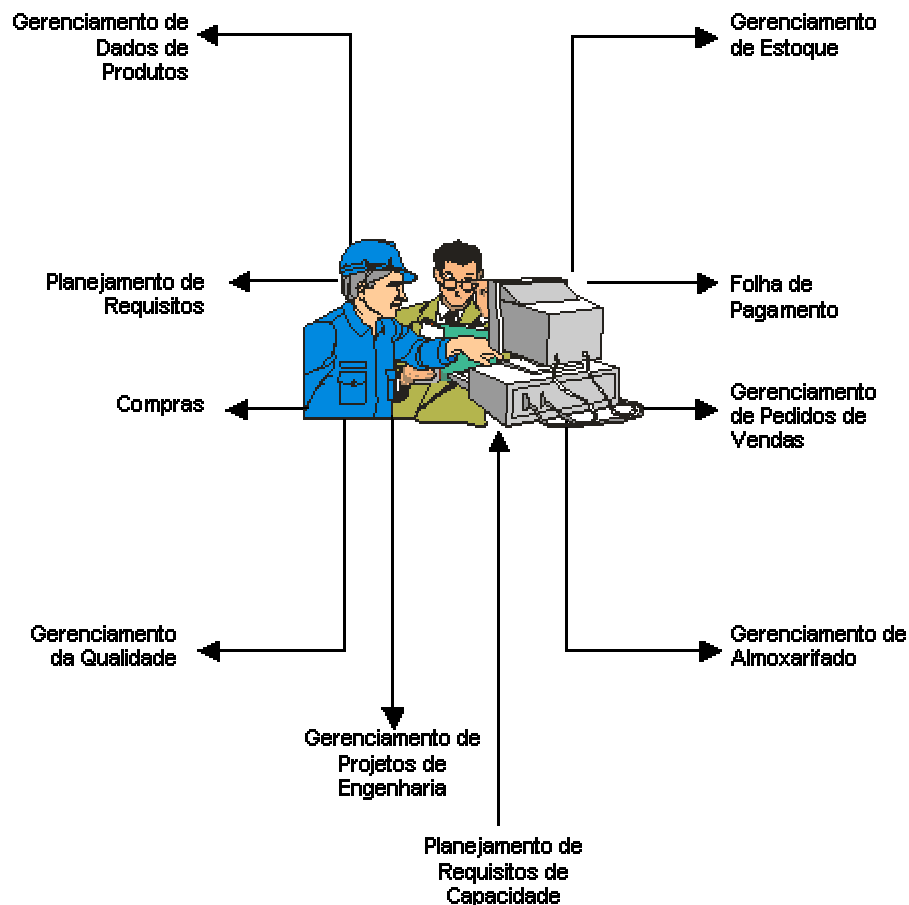 Gerenciamento de
Dados de
Produtos
Gerenciamento
de Estoque
Planejamento de
Requisitos
Folha de
Pagamento
Compras
Gerenciamento
de Pedidos de
Vendas
Gerenciamento
da Qualidade
Gerenciamento de
Almoxarifado
Gerenciamento de
Projetos de
Engenharia
Planejamento de
Requisitos de
Capacidade